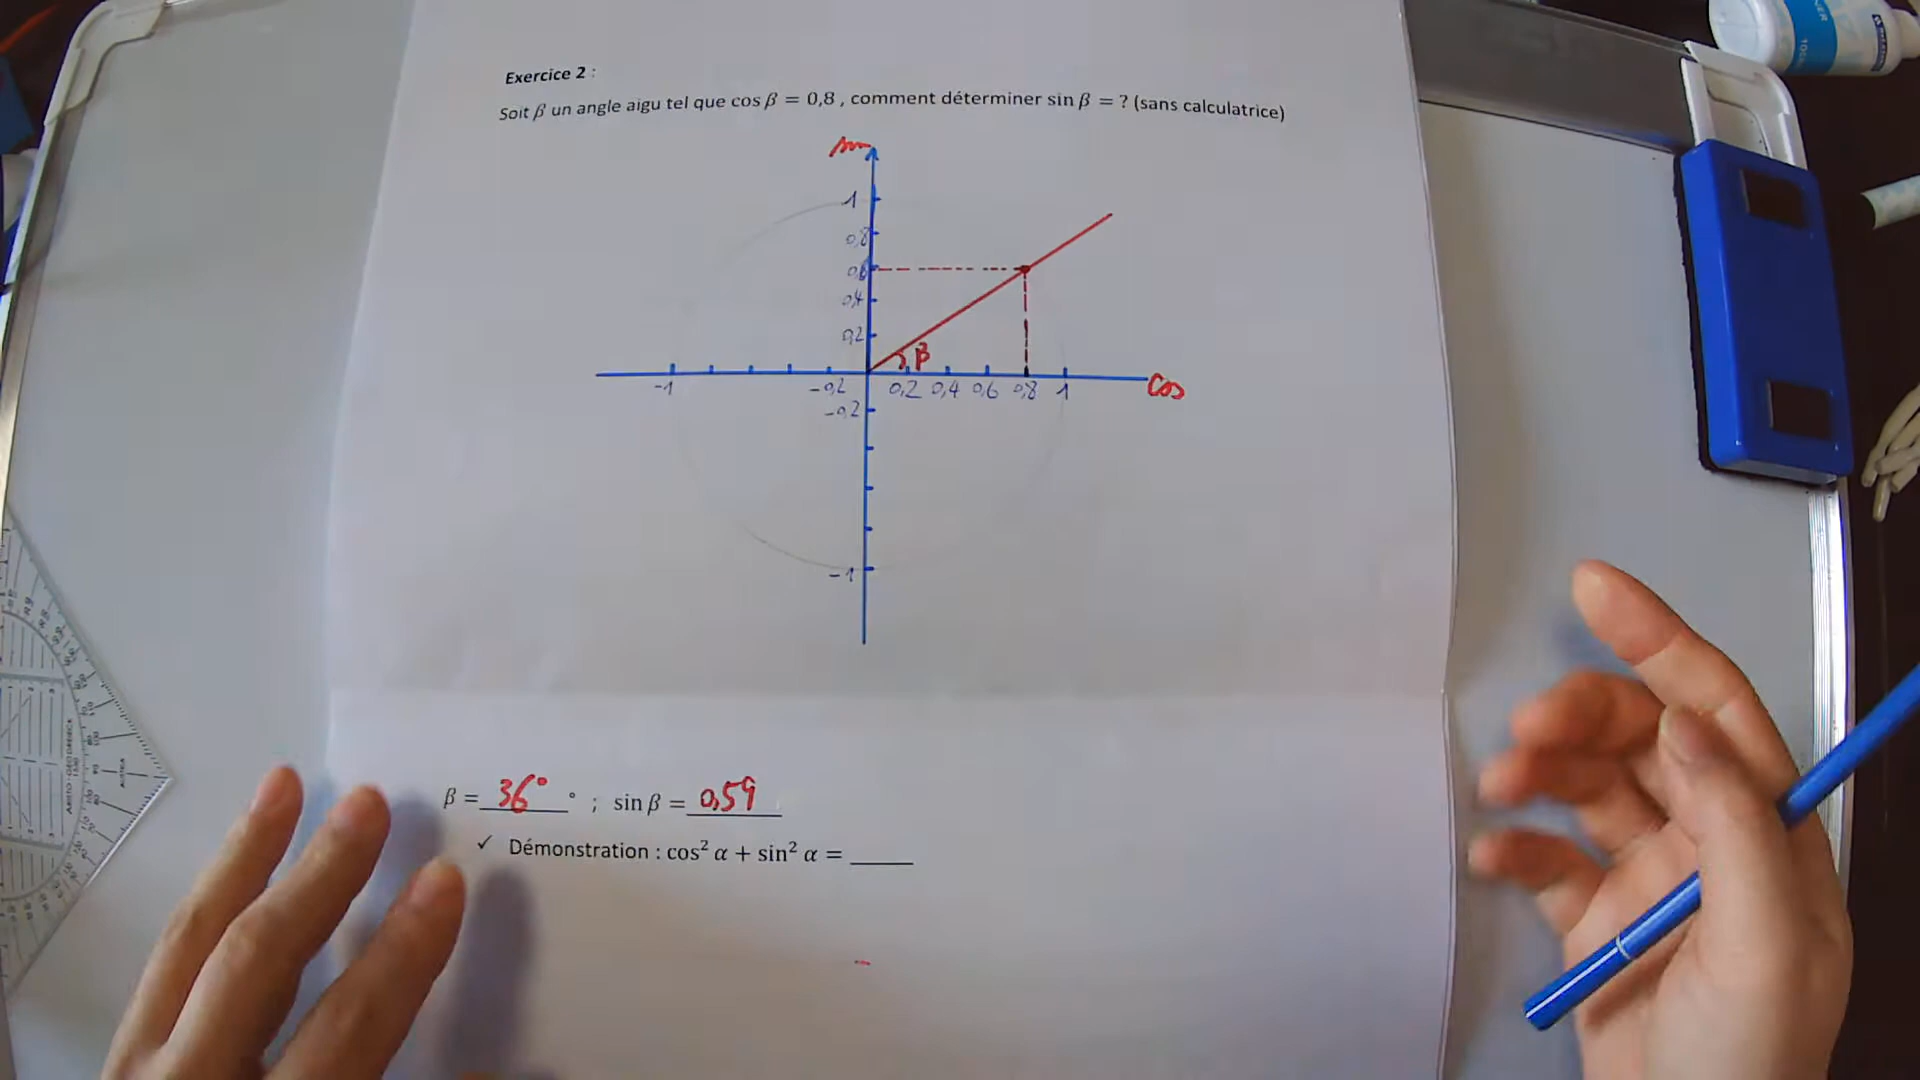 Exercice 2 :
Soit β un angle aigu tel que cos β = 0,8 , comment déterminer sin β = ? (sans calculatrice)
sin
1
0,8
0,6
0,4
0,2
β
-1
-0,2
0,2 0,4 0,6 0,8 1
cos
-0,2
-1
β = 36° ° ; sin β = 0,59
✓ Démonstration : cos² α + sin² α = _____